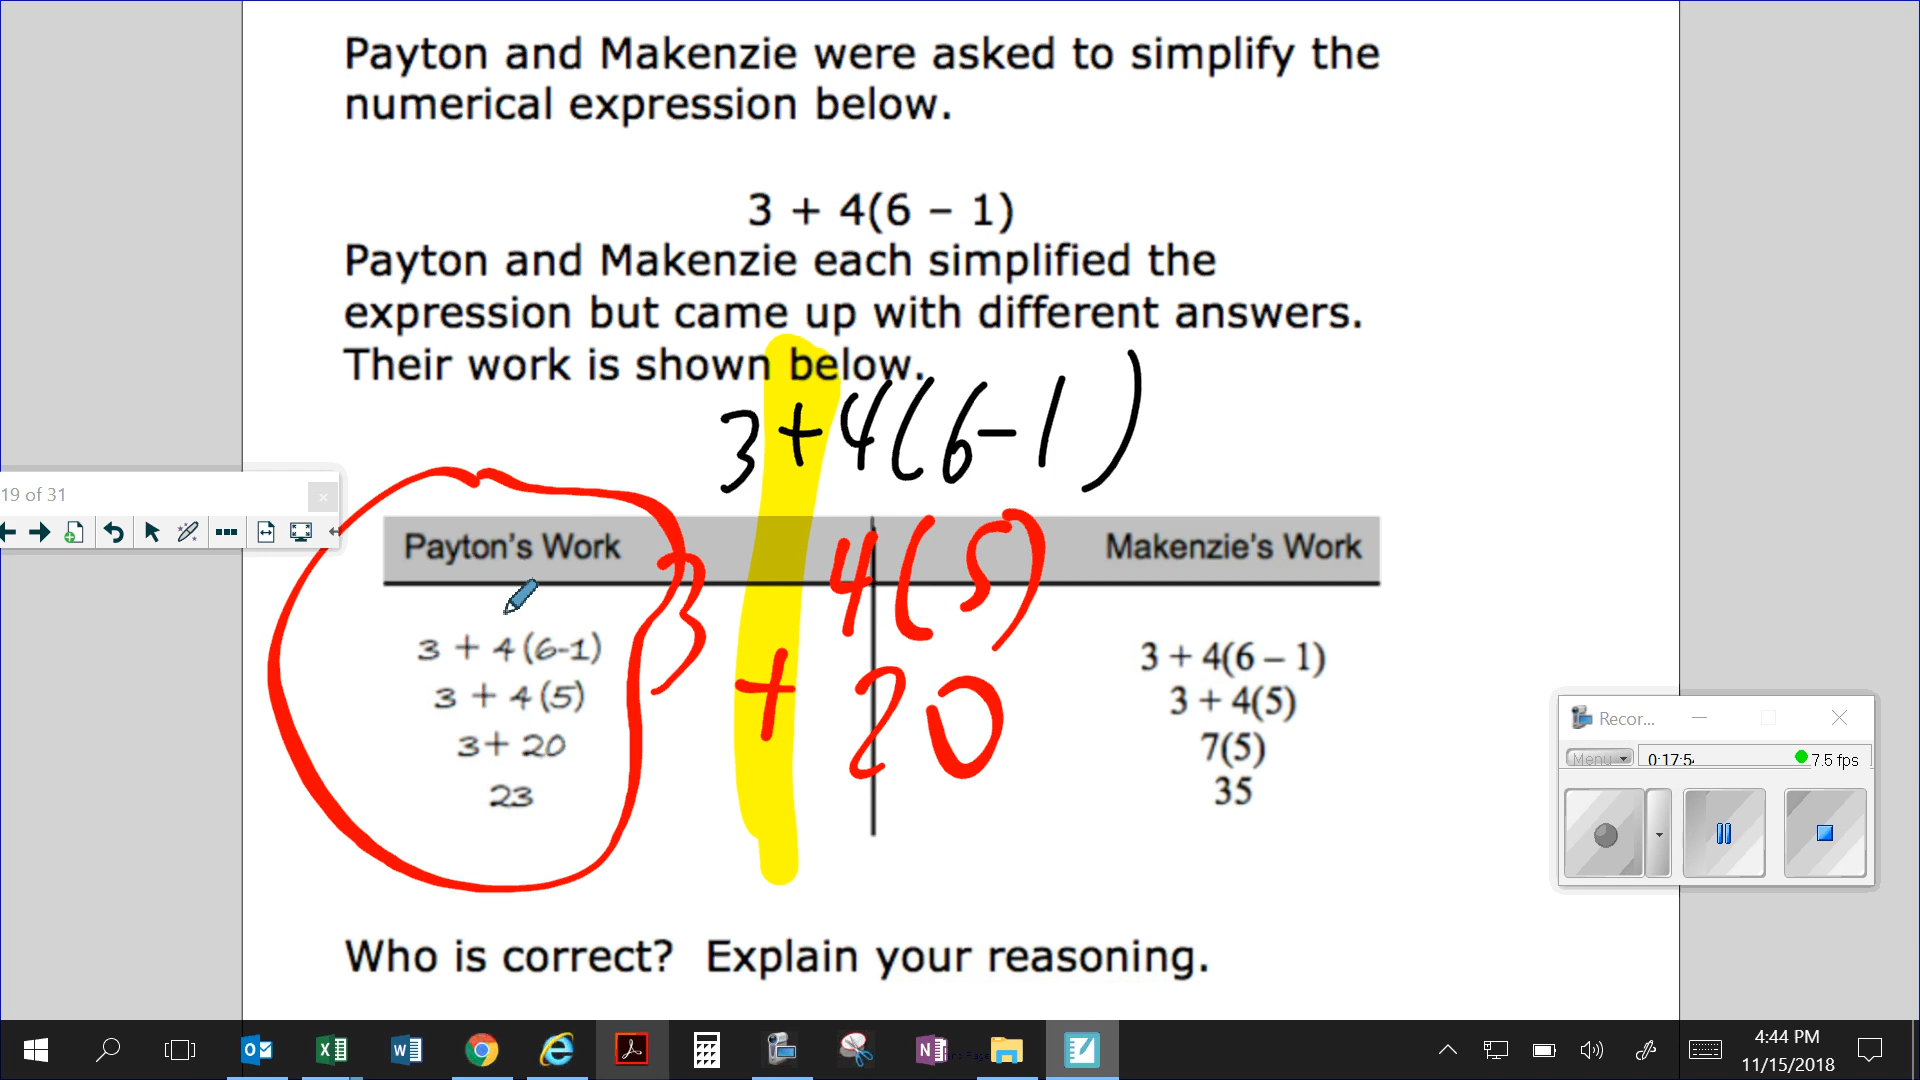 Payton and Makenzie were asked to simplify the
numerical expression below.
3 + 4(6 – 1)
Payton and Makenzie each simplified the
expression but came up with different answers.
Their work is shown below.
3+4(6-1)
19 of 31
Payton's Work
Makenzie's Work
3 4(5)
+ 20
3 + 4(6-1)
3 + 4(5)
3+ 20
23
3 + 4(6 – 1)
3 + 4(5)
7(5)
35
Recor...
Menu
0:17:54
7.5 fps
Who is correct? Explain your reasoning.
4:44 PM
11/15/2018